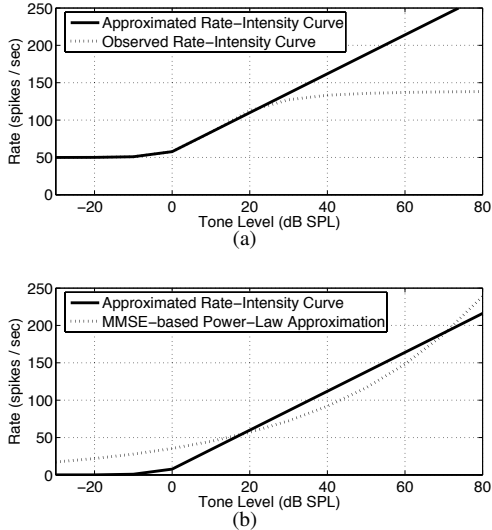 250
200
150
100
50
0
Rate (spikes / sec)
Approximated Rate−Intensity Curve
Observed Rate−Intensity Curve
−20 0 20 40 60 80
Tone Level (dB SPL)
(a)
250
200
150
100
50
0
Rate (spikes / sec)
Approximated Rate−Intensity Curve
MMSE−based Power−Law Approximation
−20 0 20 40 60 80
Tone Level (dB SPL)
(b)